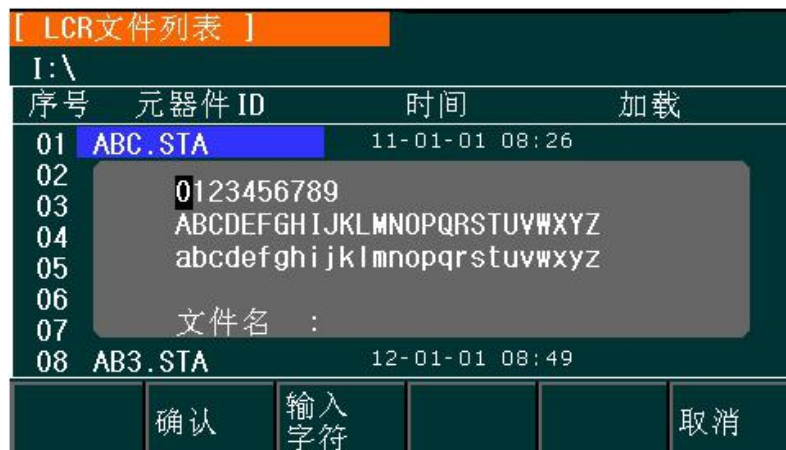 [ LCR文件列表 ]
I:\
序号 元器件ID 时间 加载
01 ABC.STA 11-01-01 08:26
02
03
04
05
06
07
0123456789
ABCDEFGHIJKLMNOPQRSTUVWXYZ
abcdefghijklmnopqrstuvwxyz
文件名 :
08 AB3.STA 12-01-01 08:49
确认
输入
字符
取消